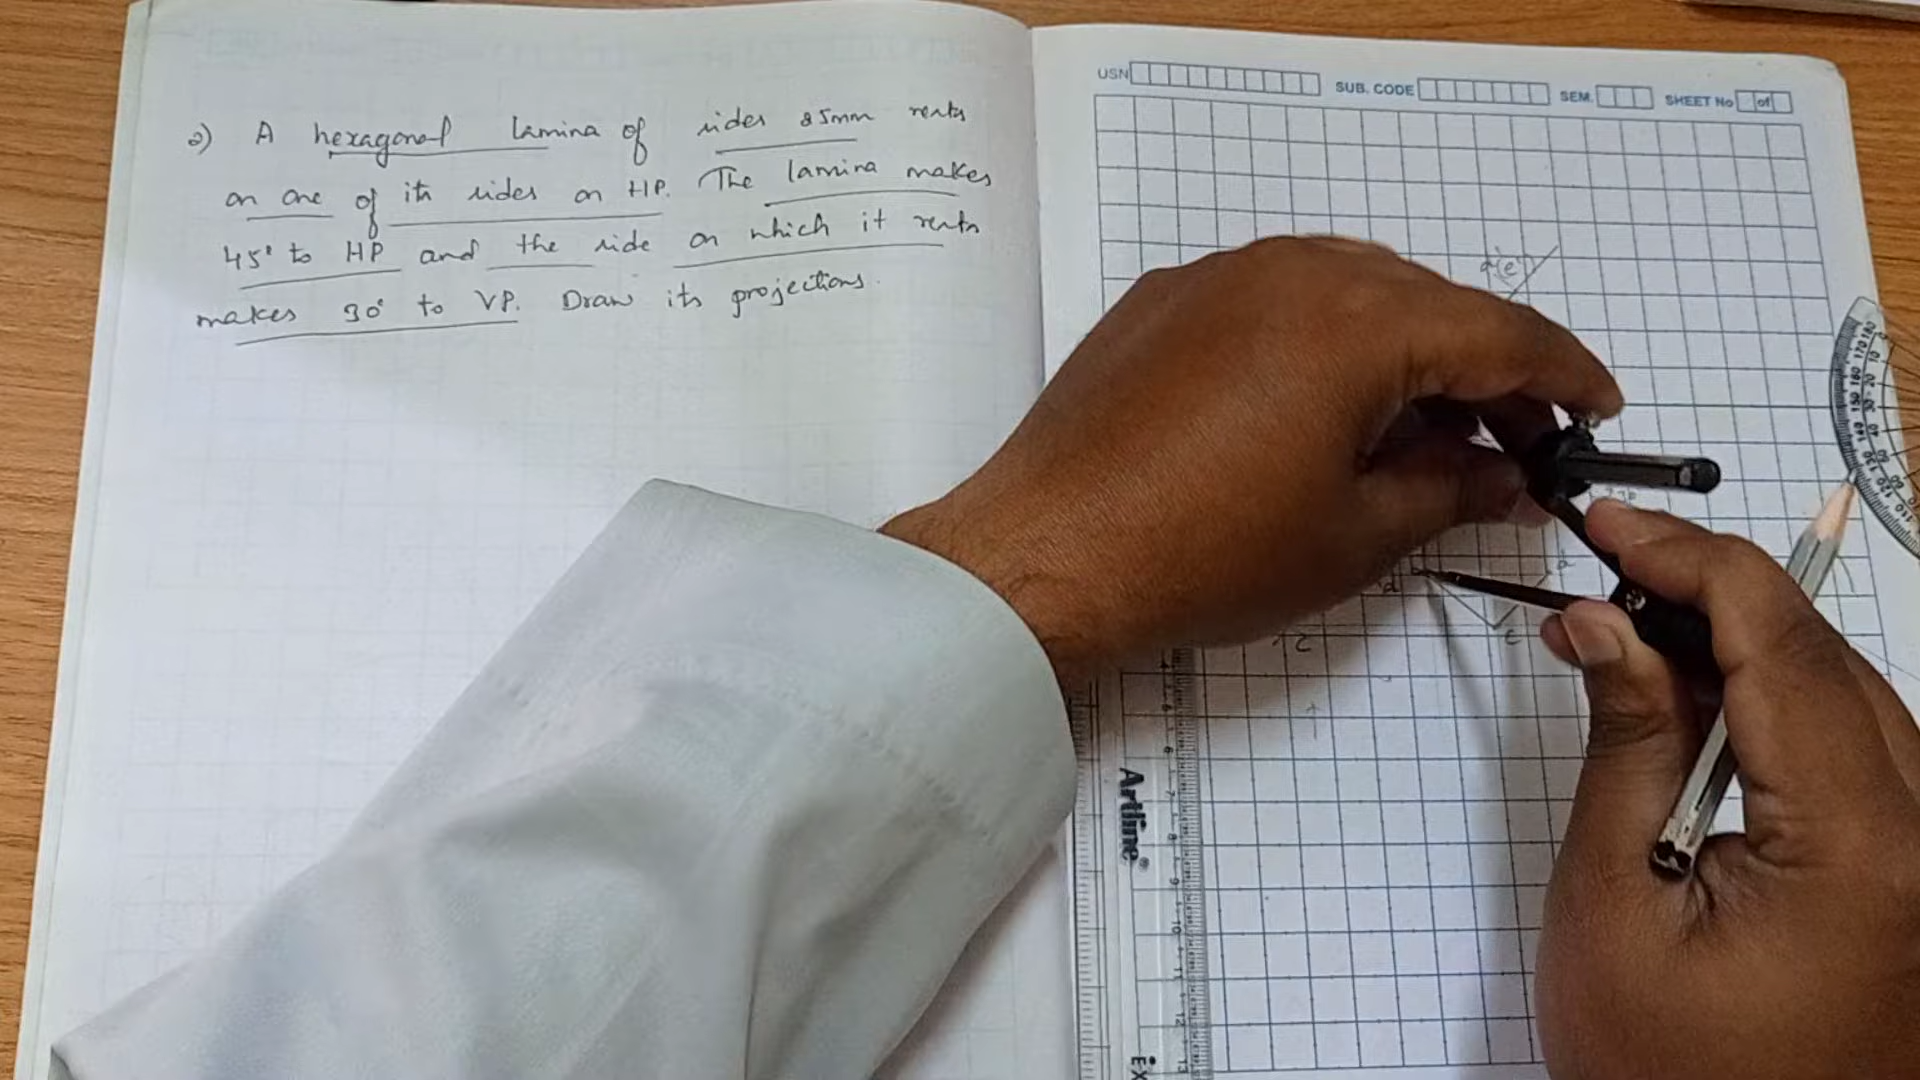 2) A hexagonal lamina of sides 25mm rests
on one of its sides on HP. The lamina makes
45° to HP and the side on which it rests
makes 30° to VP. Draw its projections.
USN
SUB. CODE
SEM.
SHEET No of
d'(e')
d
c
Artline®